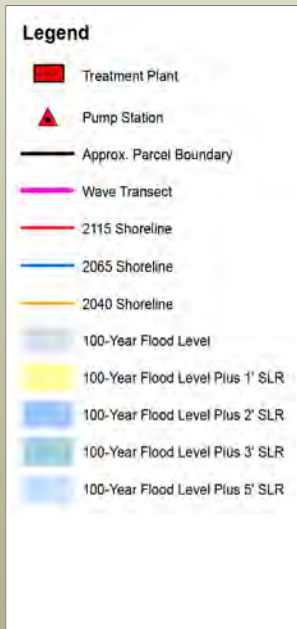 Legend
Treatment Plant
Pump Station
Approx. Parcel Boundary
Wave Transect
2115 Shoreline
2065 Shoreline
2040 Shoreline
100-Year Flood Level
100-Year Flood Level Plus 1' SLR
100-Year Flood Level Plus 2' SLR
100-Year Flood Level Plus 3' SLR
100-Year Flood Level Plus 5' SLR